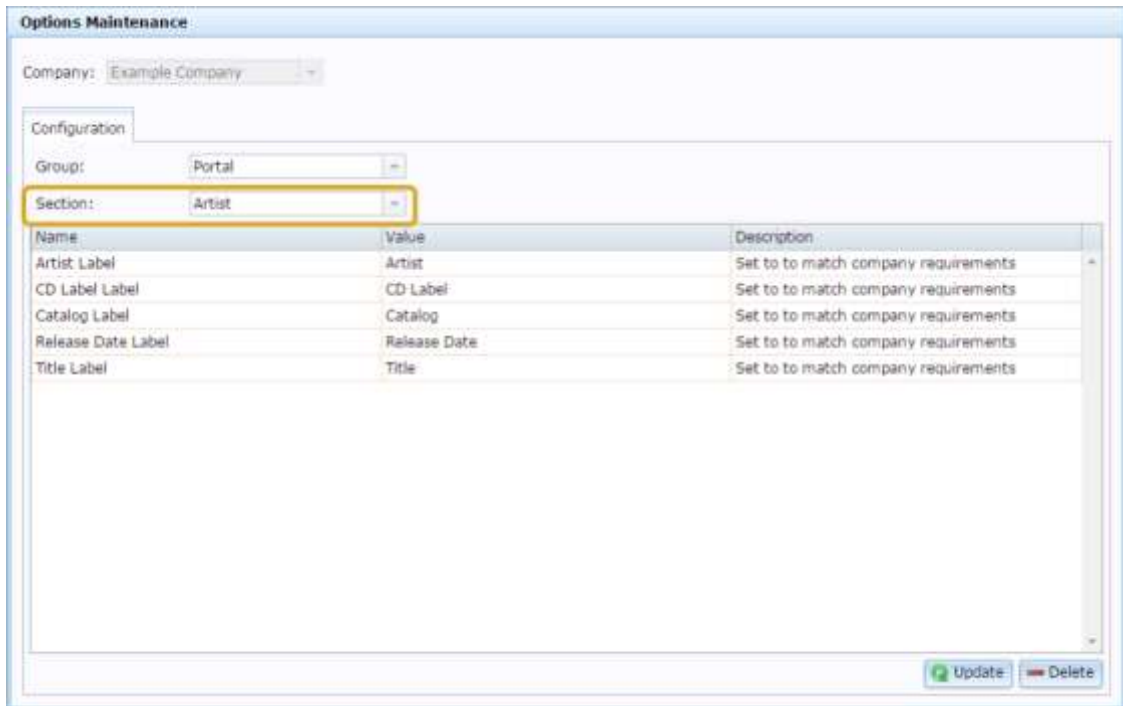 Options Maintenance
Company: Example Company
Configuration
Group: Portal
Section: Artist
Name Value Description
Artist Label Artist Set to to match company requirements
CD Label Label CD Label Set to to match company requirements
Catalog Label Catalog Set to to match company requirements
Release Date Label Release Date Set to to match company requirements
Title Label Title Set to to match company requirements
Update Delete